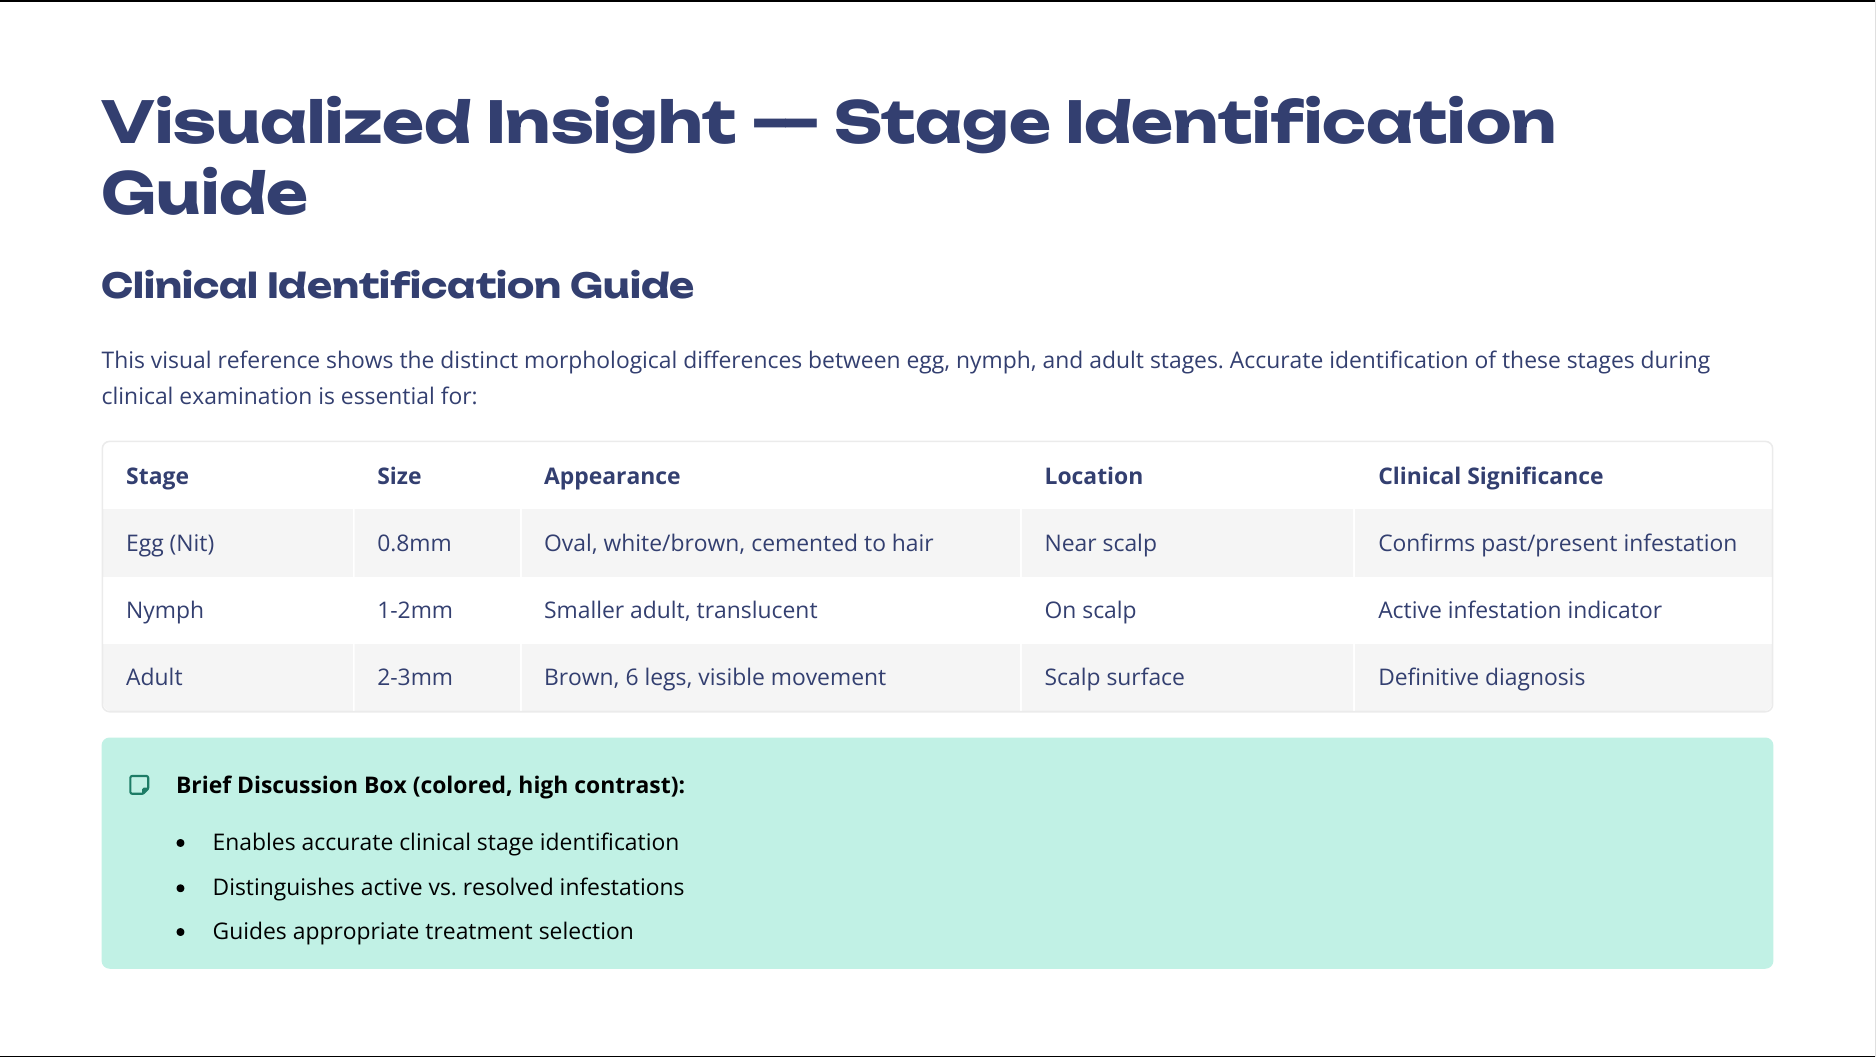 Visualized Insight — Stage Identification
Guide
Clinical Identification Guide
This visual reference shows the distinct morphological differences between egg, nymph, and adult stages. Accurate identification of these stages during
clinical examination is essential for:
Stage Size Appearance Location Clinical Significance
Egg (Nit) 0.8mm Oval, white/brown, cemented to hair Near scalp Confirms past/present infestation
Nymph 1-2mm Smaller adult, translucent On scalp Active infestation indicator
Adult 2-3mm Brown, 6 legs, visible movement Scalp surface Definitive diagnosis
Brief Discussion Box (colored, high contrast):
• Enables accurate clinical stage identification
• Distinguishes active vs. resolved infestations
• Guides appropriate treatment selection